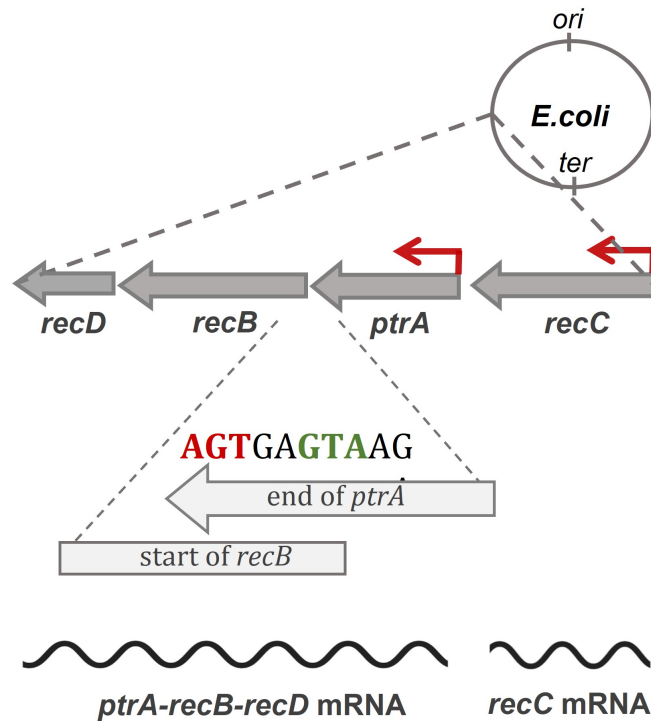 ori
E.coli
ter
recD recB ptrA recC
AGTGAGTAAG
end of ptrA
start of recB
ptrA-recB-recD mRNA recC mRNA